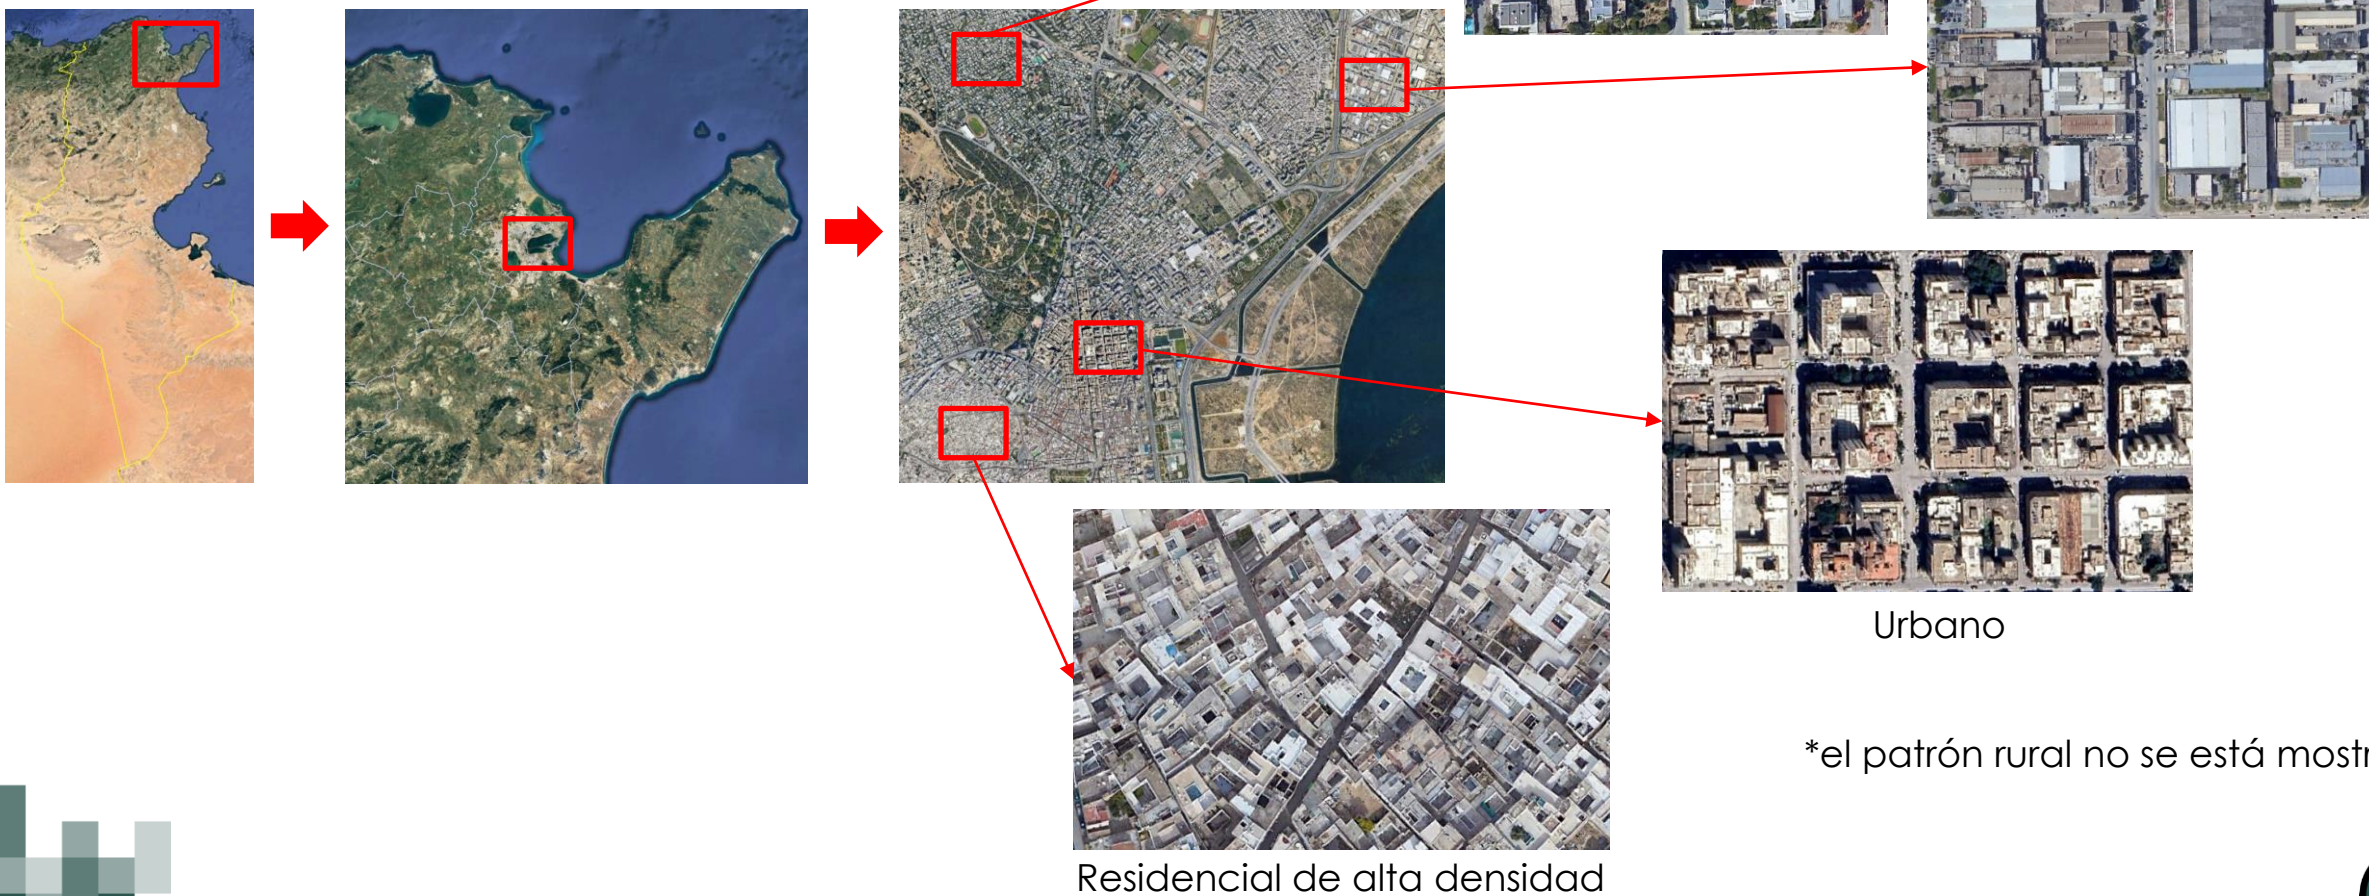 Urbano
*el patrón rural no se está
Residencial de alta densidad